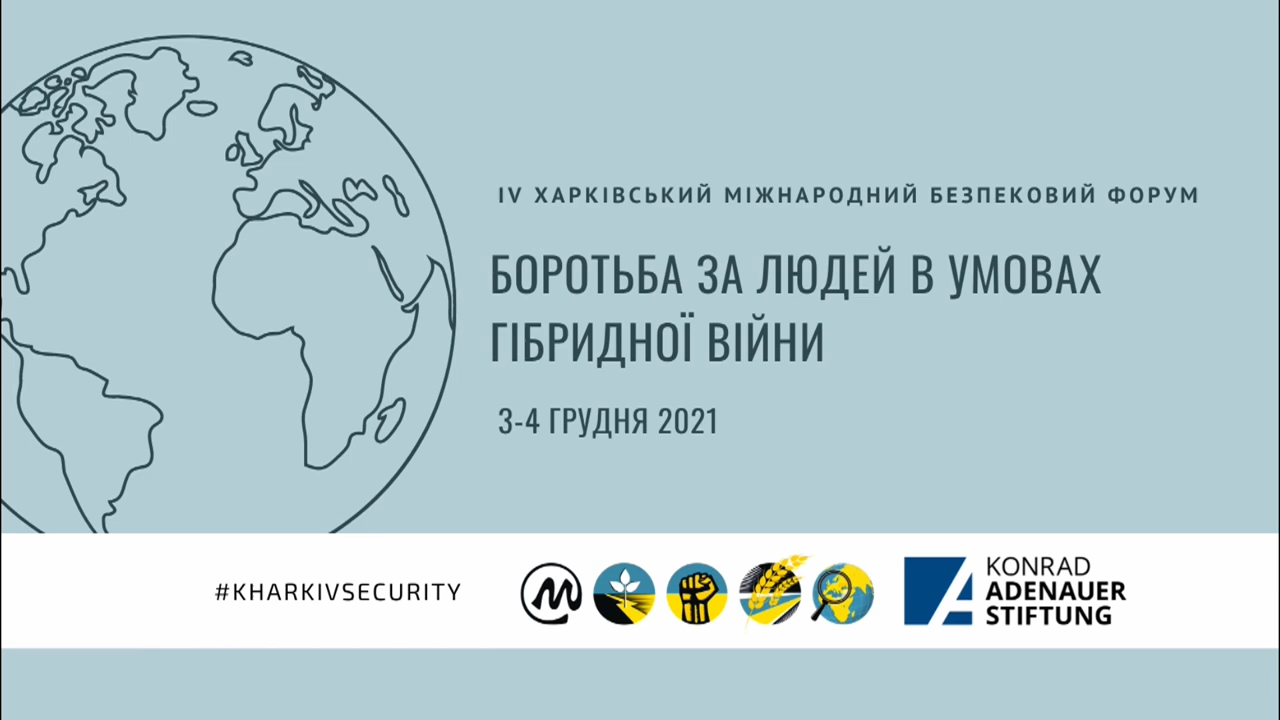 IV ХАРКІВСЬКИЙ МІЖНАРОДНИЙ БЕЗПЕКОВИЙ ФОРУМ
БОРОТЬБА ЗА ЛЮДЕЙ В УМОВАХ
ГІБРИДНОЇ ВІЙНИ
3-4 ГРУДНЯ 2021
#KHARKIVSECURITY
KONRAD
ADENAUER
STIFTUNG